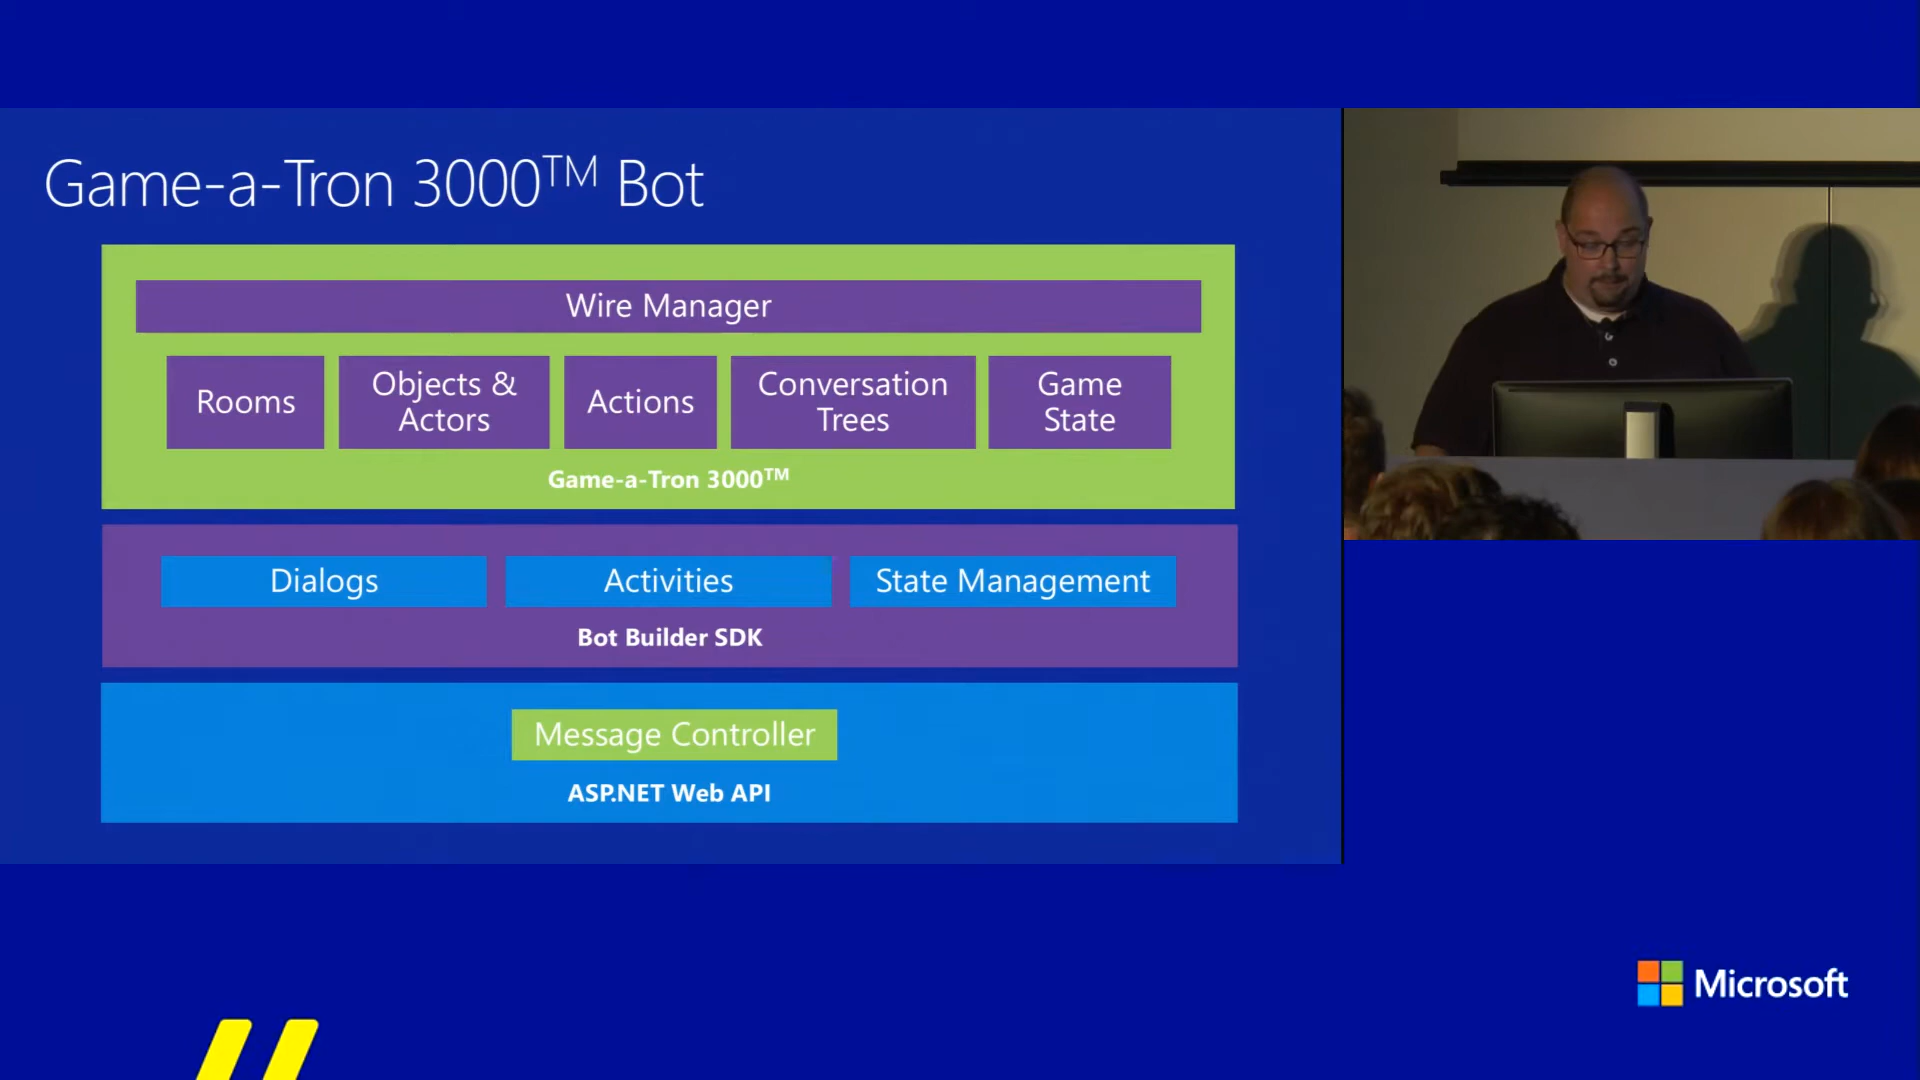 Game-a-Tron 3000™ Bot
Wire Manager
Rooms
Objects &
Actors
Actions
Conversation
Trees
Game
State
Game-a-Tron 3000™
Dialogs
Activities
State Management
Bot Builder SDK
Message Controller
ASP.NET Web API
Microsoft